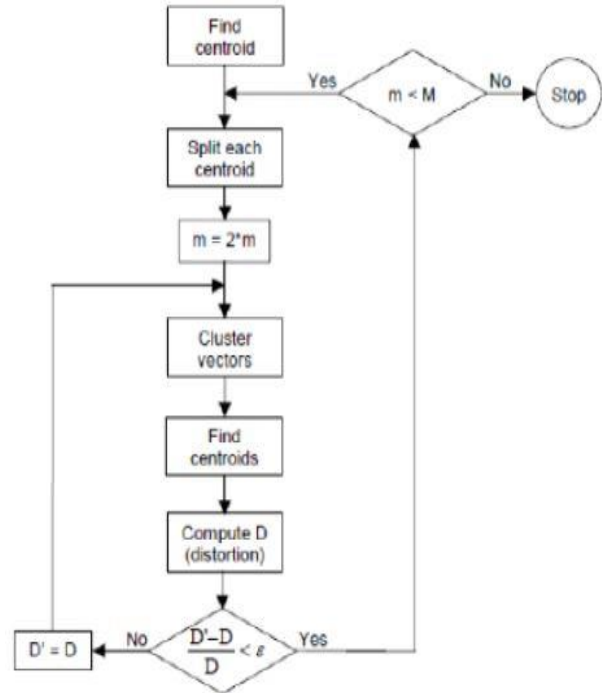 Find
centroid
Yes
m < M
No
Stop
Split each
centroid
m = 2*m
Cluster
vectors
Find
centroids
Compute D
(distortion)
D' = D
No
D'–D
D
< ε
Yes